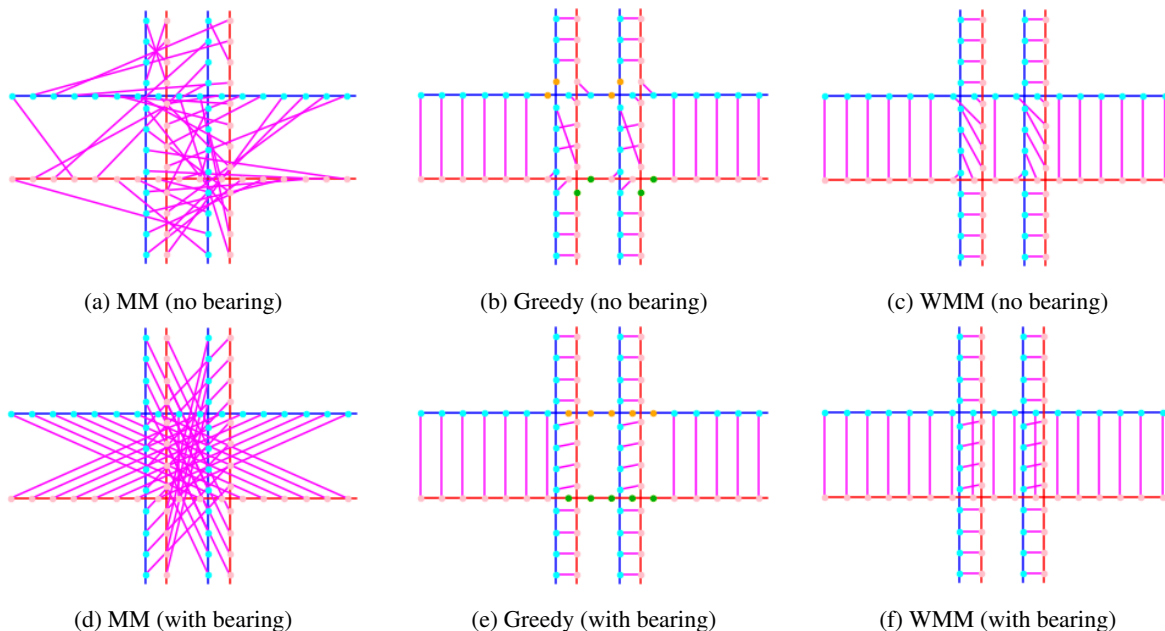 (a) MM (no bearing)
(b) Greedy (no bearing)
(c) WMM (no bearing)
(d) MM (with bearing)
(e) Greedy (with bearing)
(f) WMM (with bearing)